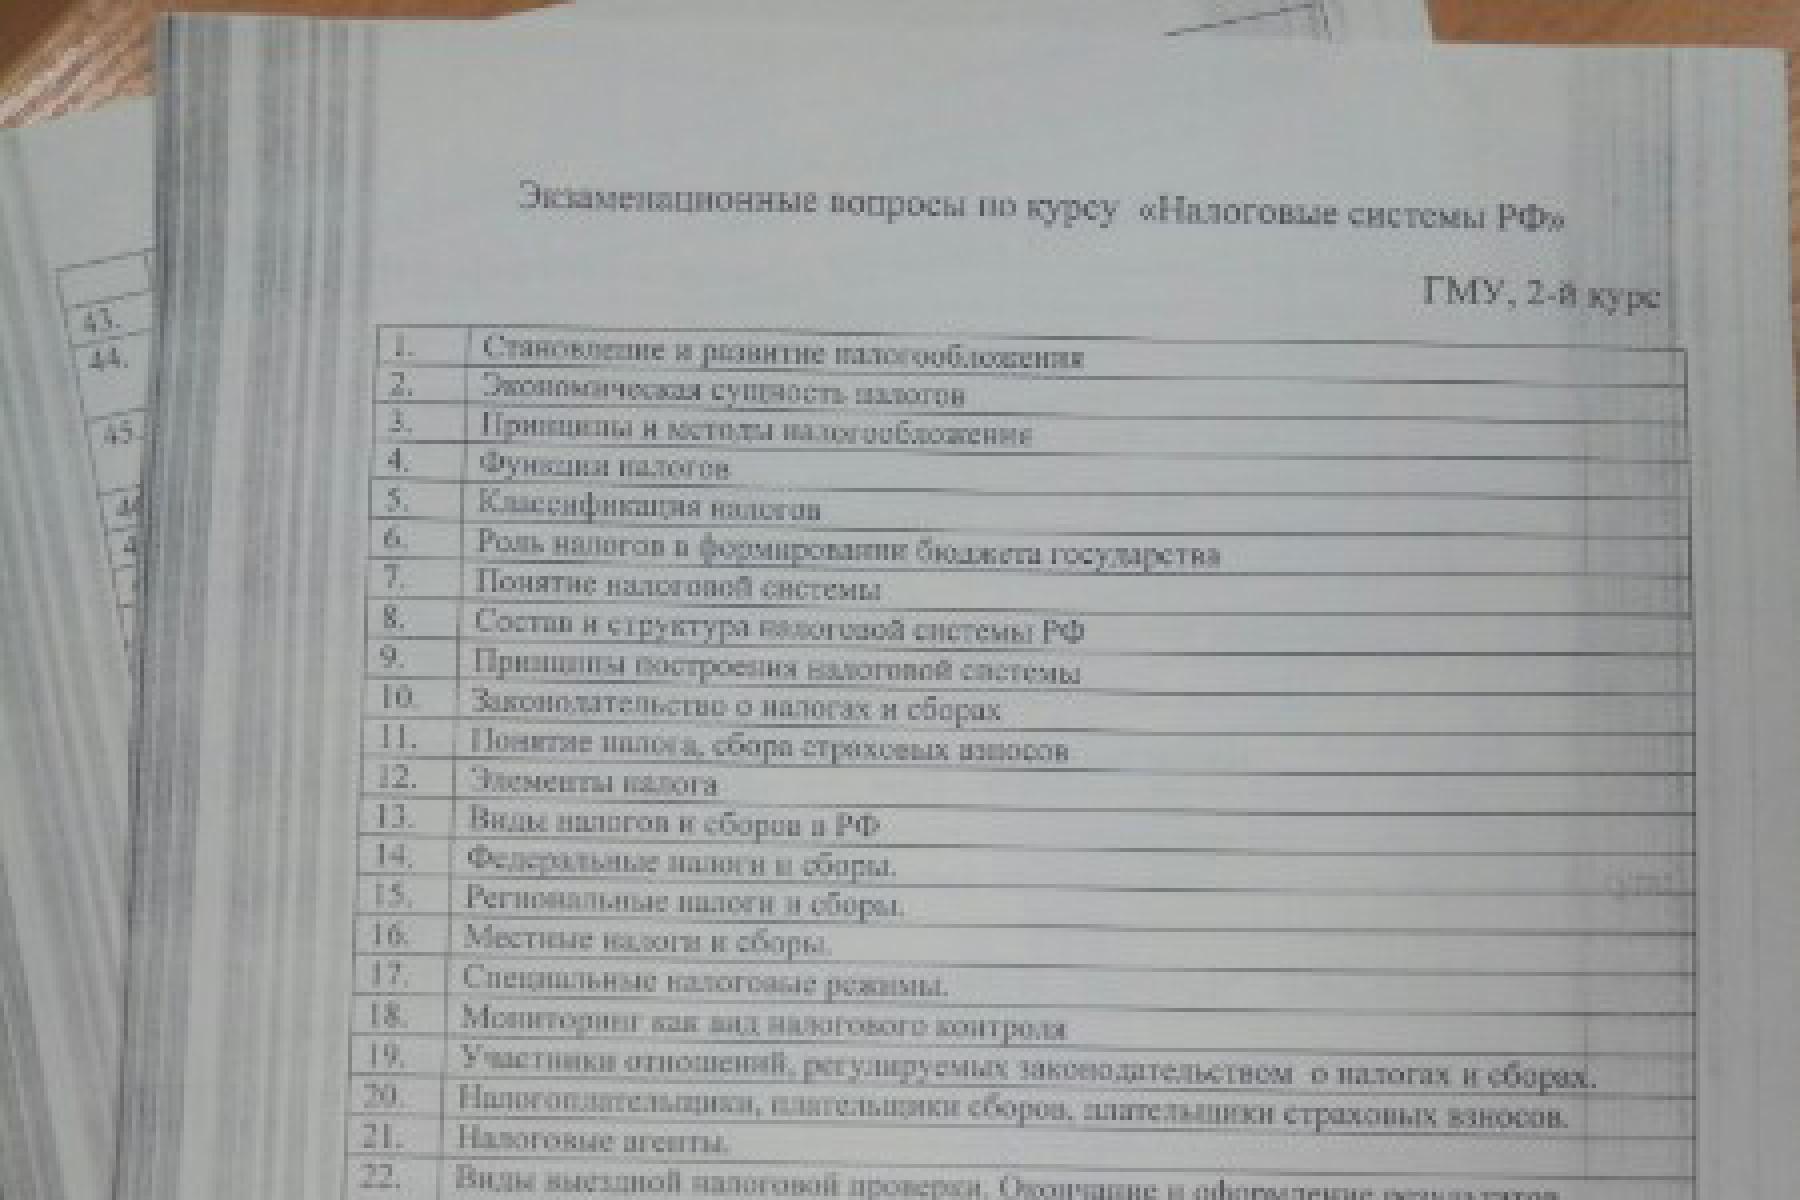 Экзаменационные вопросы по курсу «Налоговые системы РФ»
ГМУ, 2-й курс
1. Становление и развитие налогообложения
2. Экономическая сущность налогов
3. Принципы и методы налогообложения
4. Функции налогов
5. Классификация налогов
6. Роль налогов в формировании бюджета государства
7. Понятие налоговой системы
8. Состав и структура налоговой системы РФ
9. Принципы построения налоговой системы
10. Законодательство о налогах и сборах
11. Понятие налога, сбора страховых взносов
12. Элементы налога
13. Виды налогов и сборов в РФ
14. Федеральные налоги и сборы.
15. Региональные налоги и сборы.
16. Местные налоги и сборы.
17. Специальные налоговые режимы.
18. Мониторинг как вид налогового контроля
19. Участники отношений, регулируемых законодательством о налогах и сборах.
20. Налогоплательщики, плательщики сборов, плательщики страховых взносов.
21. Налоговые агенты.
22. Виды выездной налоговой проверки. Окончание и оформление результатов
43.
44.
45.